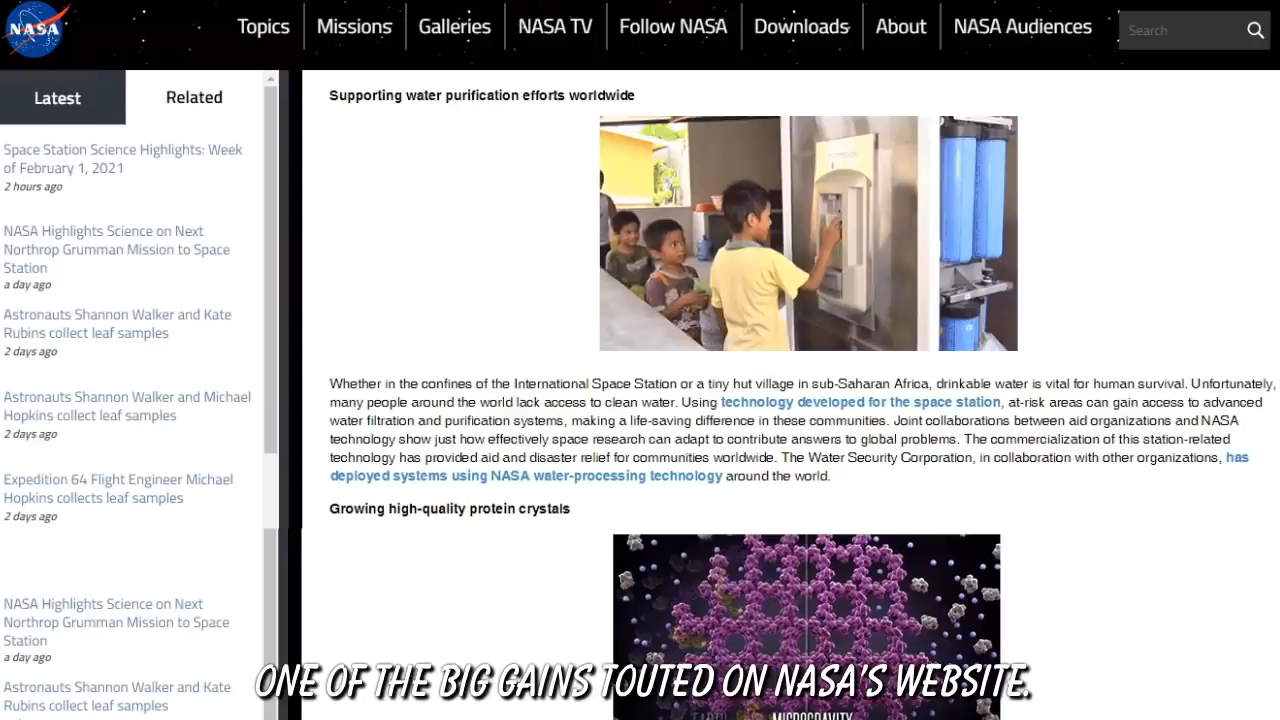 NASA
Topics
Missions
Galleries
NASA TV
Follow NASA
Downloads
About
NASA Audiences
Search
Latest
Related
Space Station Science Highlights: Week
of February 1, 2021
2 hours ago
NASA Highlights Science on Next
Northrop Grumman Mission to Space
Station
a day ago
Astronauts Shannon Walker and Kate
Rubins collect leaf samples
2 days ago
Astronauts Shannon Walker and Michael
Hopkins collect leaf samples
2 days ago
Expedition 64 Flight Engineer Michael
Hopkins collects leaf samples
2 days ago
NASA Highlights Science on Next
Northrop Grumman Mission to Space
Station
a day ago
Astronauts Shannon Walker and Kate
Rubins collect leaf samples
Supporting water purification efforts worldwide
Whether in the confines of the International Space Station or a tiny hut village in sub-Saharan Africa, drinkable water is vital for human survival. Unfortunately,
many people around the world lack access to clean water. Using technology developed for the space station, at-risk areas can gain access to advanced
water filtration and purification systems, making a life-saving difference in these communities. Joint collaborations between aid organizations and NASA
technology show just how effectively space research can adapt to contribute answers to global problems. The commercialization of this station-related
technology has provided aid and disaster relief for communities worldwide. The Water Security Corporation, in collaboration with other organizations, has
deployed systems using NASA water-processing technology around the world.
Growing high-quality protein crystals
MICROGRAVITY
ONE OF THE BIG GAINS TOUTED ON NASA'S WEBSITE.